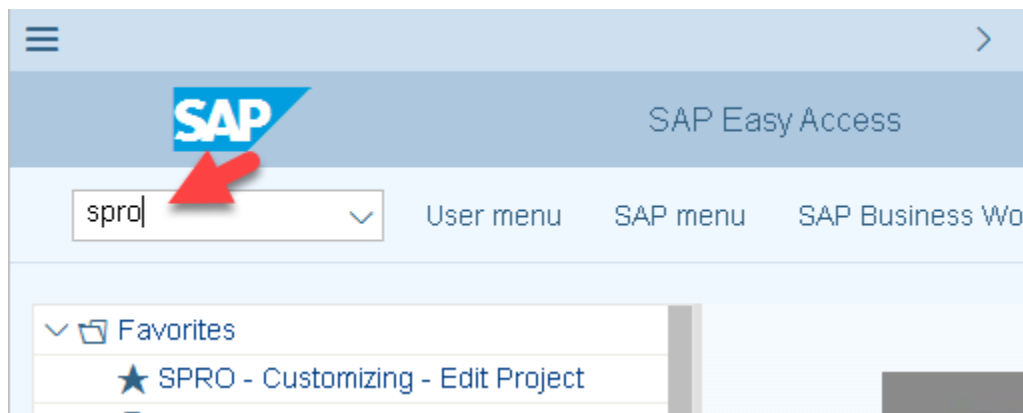 SAP
SAP Easy Access
spro
User menu SAP menu SAP Business Wo
Favorites
SPRO - Customizing - Edit Project